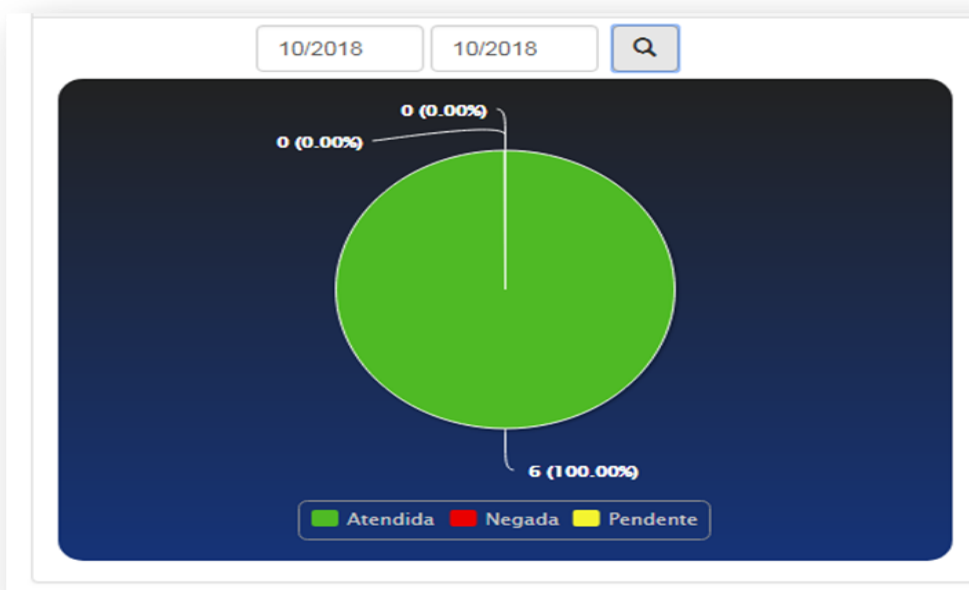 10/2018 10/2018
0 (0.00%)
0 (0.00%)
6 (100.00%)
Atendida Negada Pendente